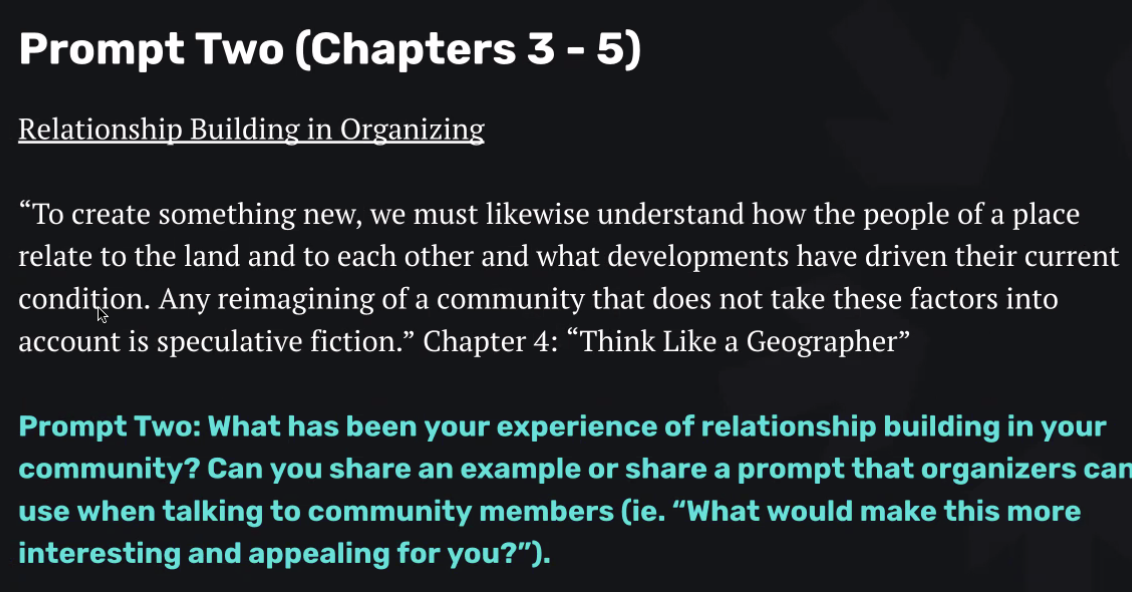 Prompt Two (Chapters 3 - 5)
Relationship Building in Organizing
“To create something new, we must likewise understand how the people of a place
relate to the land and to each other and what developments have driven their current
condition. Any reimagining of a community that does not take these factors into
account is speculative fiction.” Chapter 4: “Think Like a Geographer”
Prompt Two: What has been your experience of relationship building in your
community? Can you share an example or share a prompt that organizers can
use when talking to community members (ie. “What would make this more
interesting and appealing for you?”).